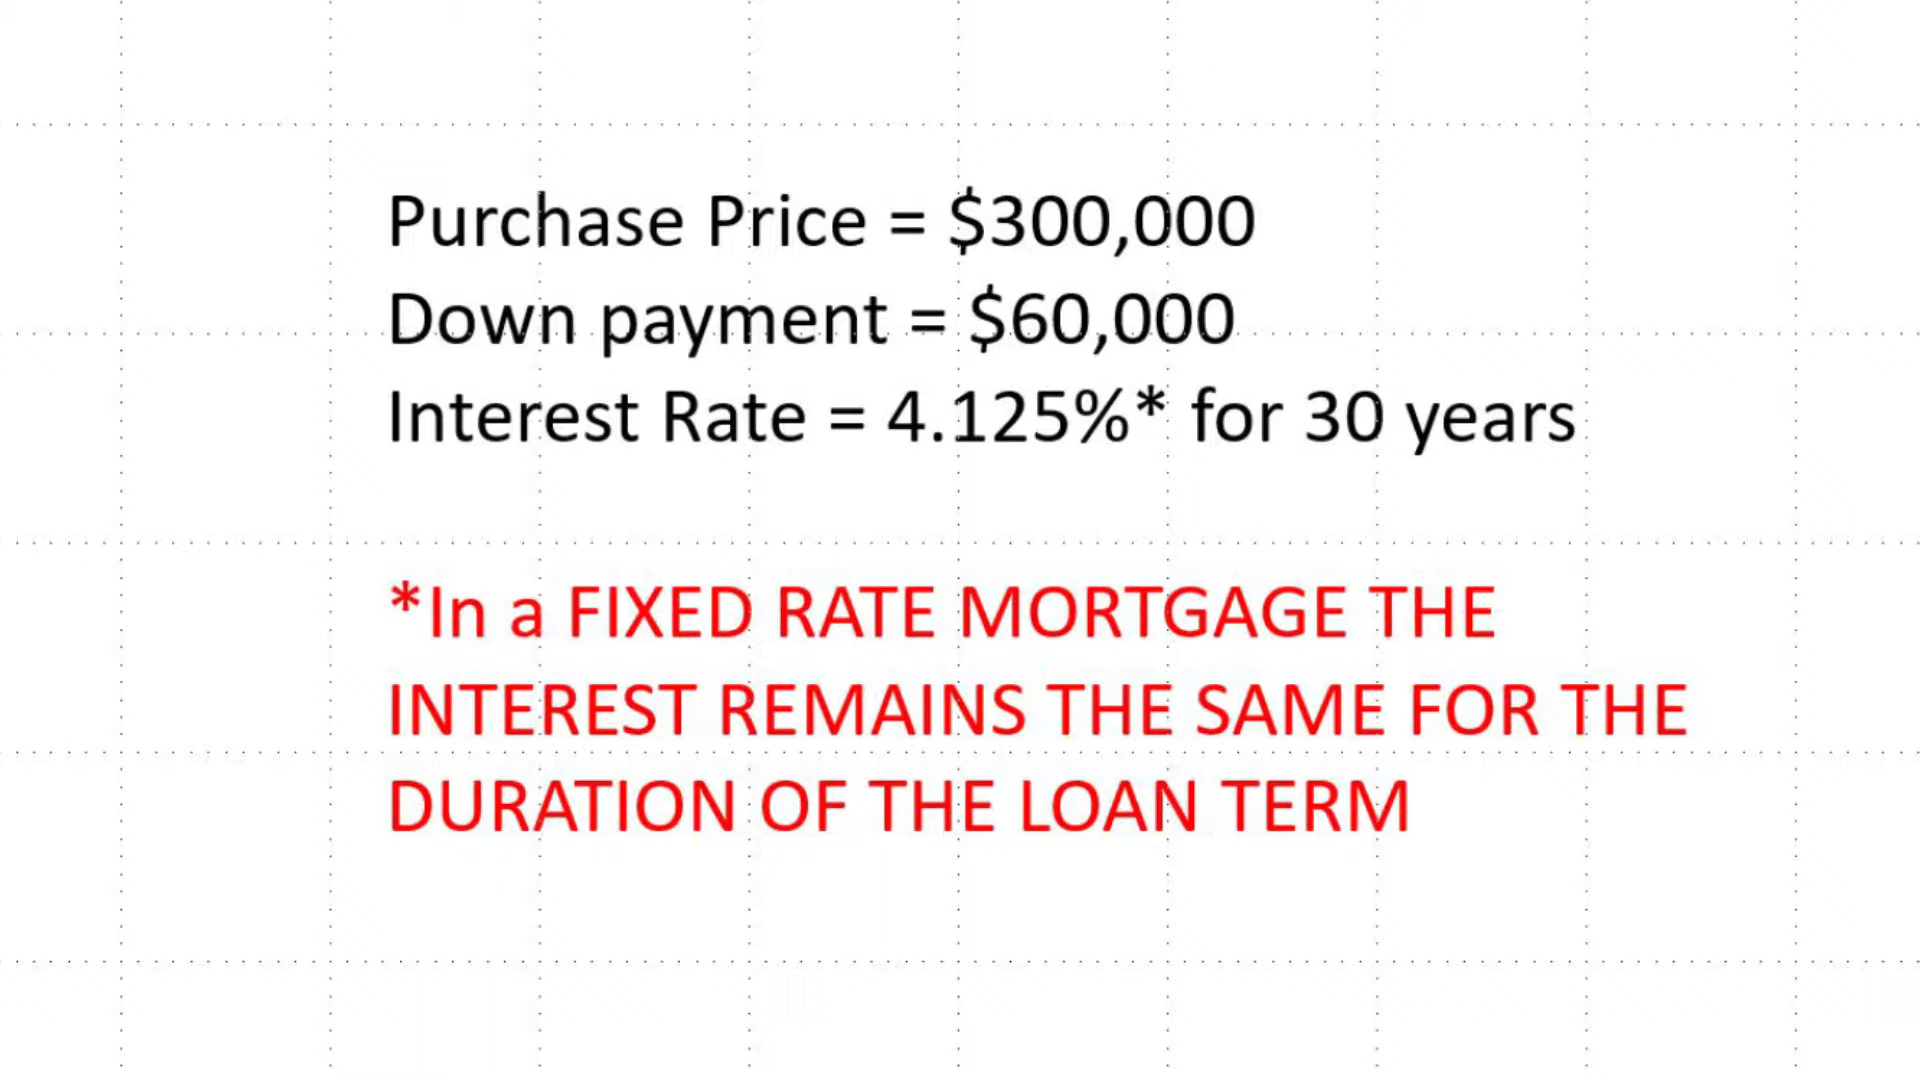 Purchase Price = $300,000
Down payment = $60,000
Interest Rate = 4.125%* for 30 years
*In a FIXED RATE MORTGAGE THE
INTEREST REMAINS THE SAME FOR THE
DURATION OF THE LOAN TERM